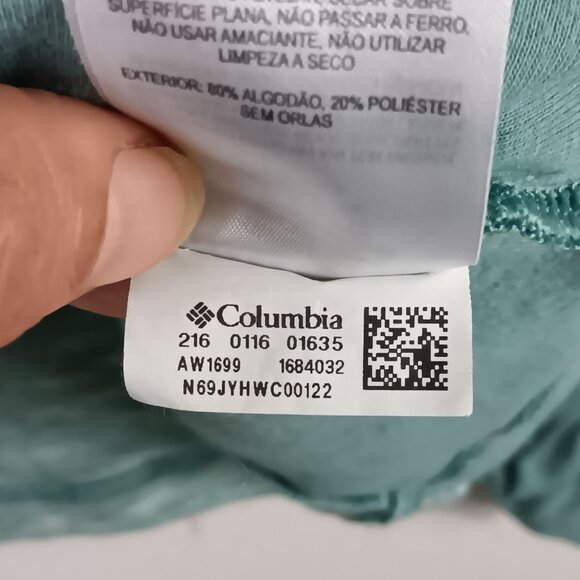 SUPERFÍCIE PLANA, NÃO PASSAR A FERRO,
NÃO USAR AMACIANTE, NÃO UTILIZAR
LIMPEZA A SECO
EXTERIOR: 80% ALGODÃO, 20% POLIÉSTER
SEM ORLAS
Columbia
216 0116 01635
AW1699 1684032
N69JYHWC00122